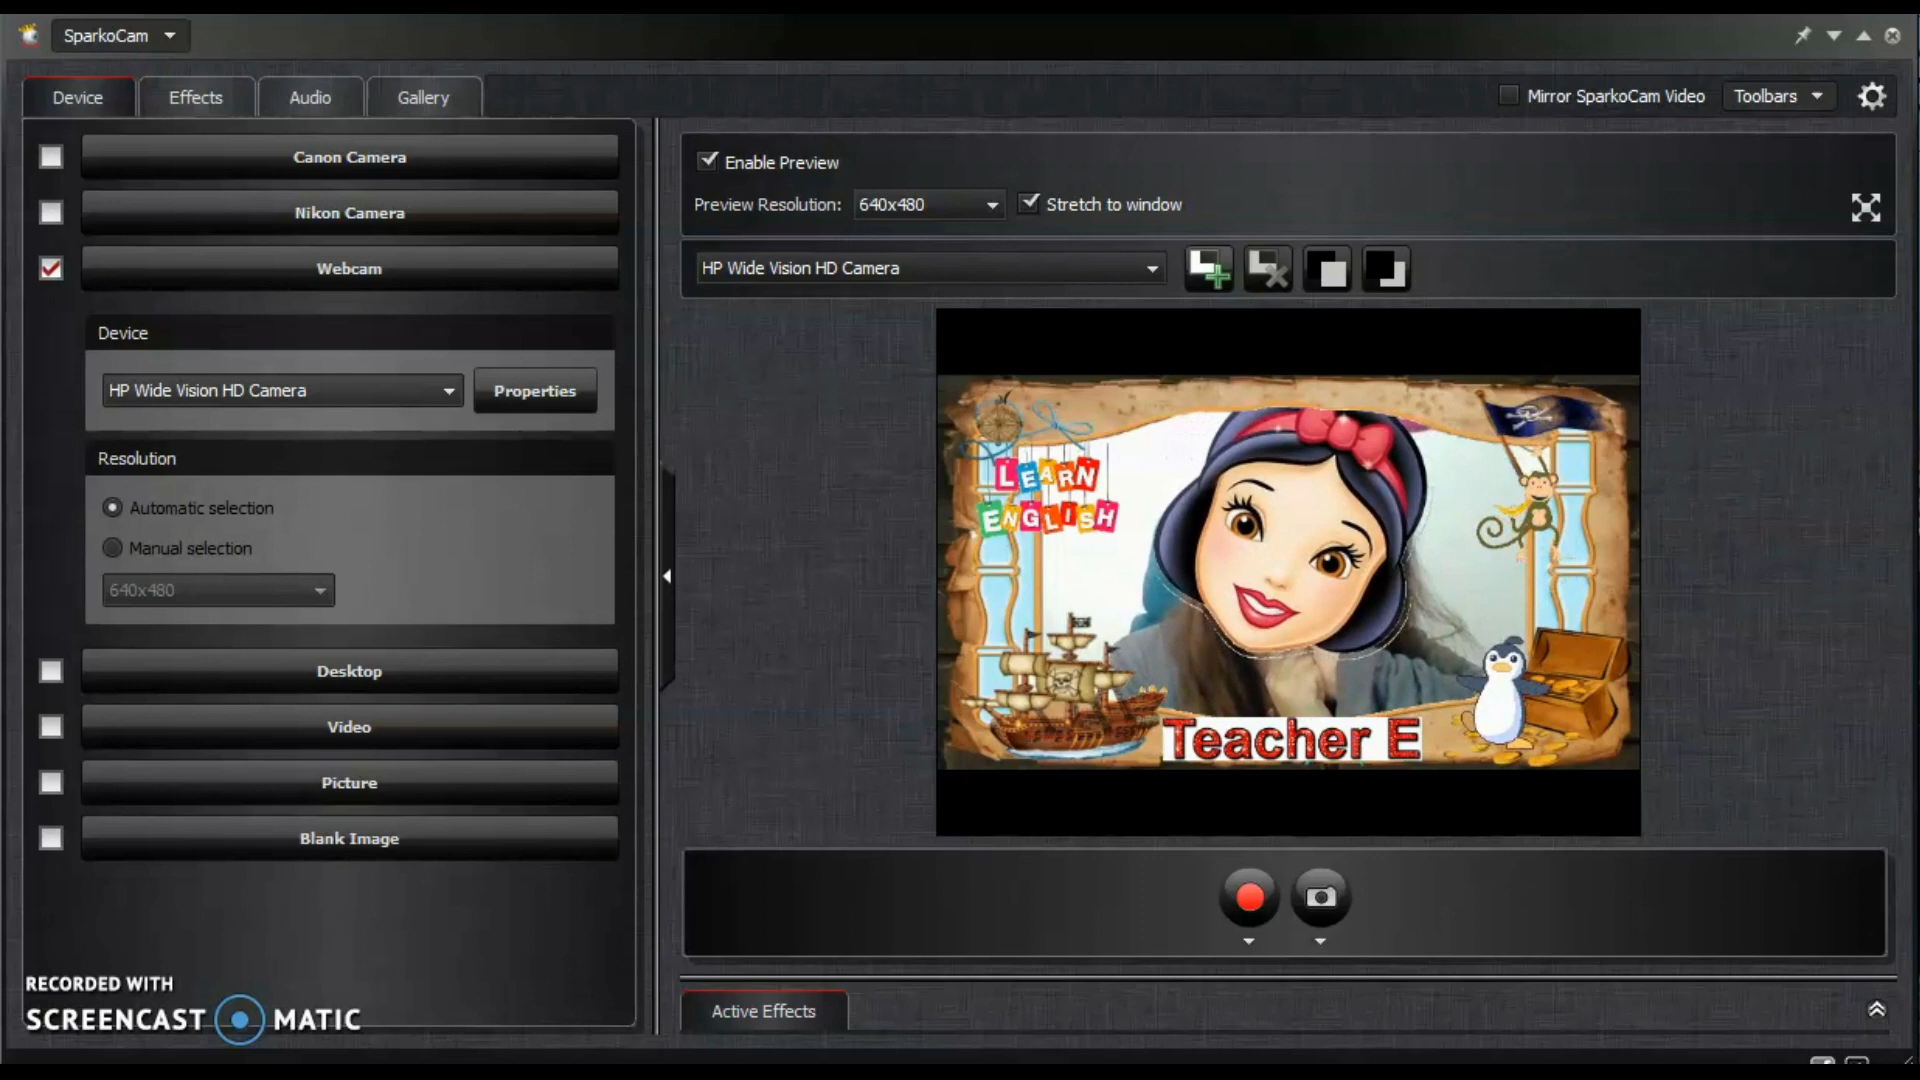 SparkoCam
Device
Effects
Audio
Gallery
Mirror SparkoCam Video
Toolbars
Canon Camera
Nikon Camera
Webcam
Device
HP Wide Vision HD Camera
Properties
Resolution
Automatic selection
Manual selection
640x480
Desktop
Video
Picture
Blank Image
RECORDED WITH
SCREENCAST MATIC
Enable Preview
Preview Resolution: 640x480 Stretch to window
HP Wide Vision HD Camera
LEARN
ENGLISH
Teacher E
Active Effects